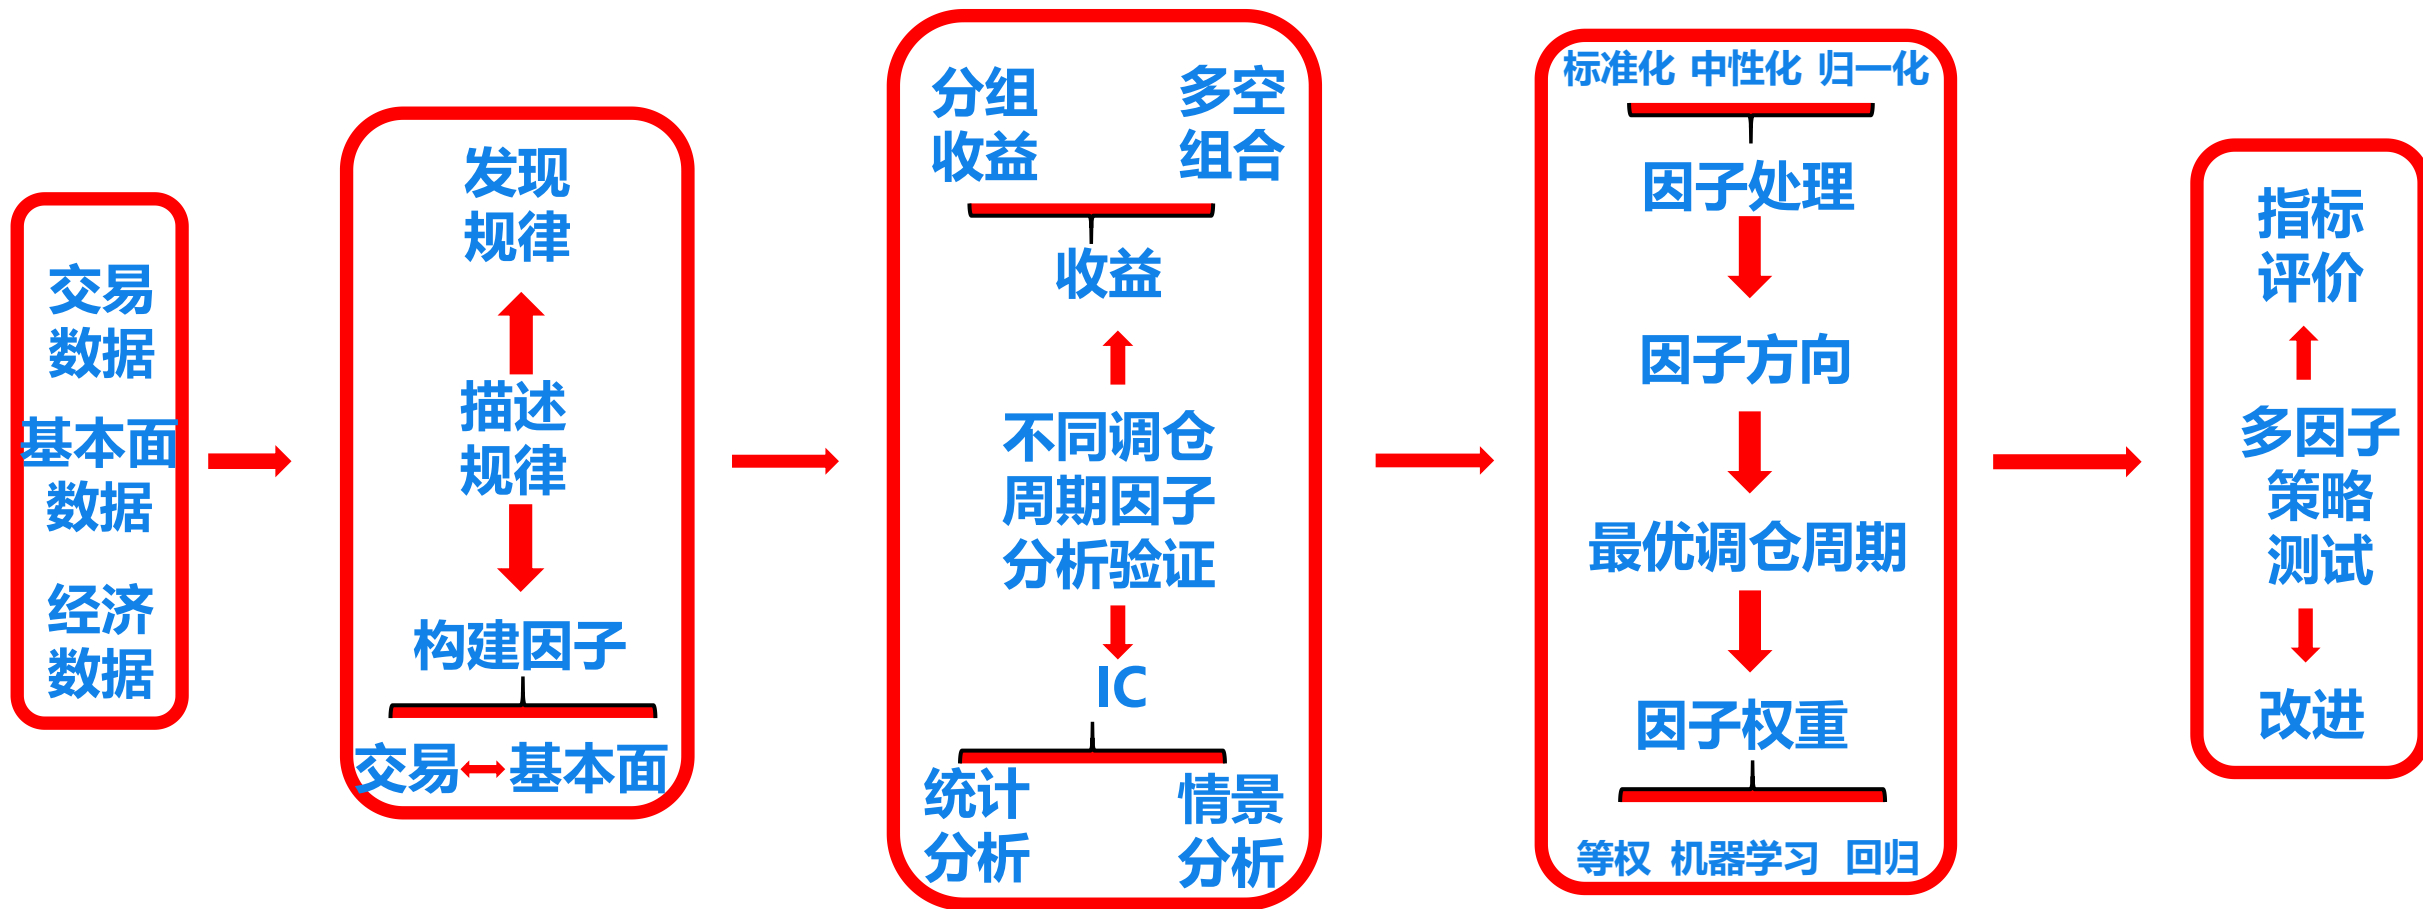 交易
数据
基本面
数据
经济
数据
发现
规律
描述
规律
构建因子
交易 基本面
分组
收益
多空
组合
收益
不同调仓
周期因子
分析验证
IC
统计
分析
情景
分析
标准化 中性化 归一化
因子处理
因子方向
最优调仓周期
因子权重
等权 机器学习 回归
指标
评价
多因子
策略
测试
改进